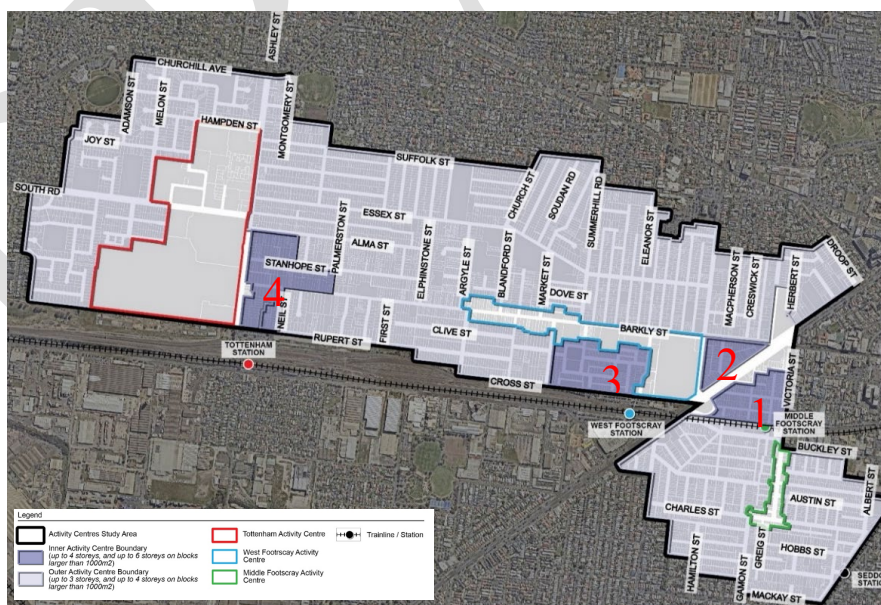 ASHLEY ST
CHURCHILL AVE
ADAMSON ST
MELON ST
HAMPDEN ST
MONTGOMERY ST
JOY ST
SUFFOLK ST
SOUTH RD
CHURCH ST
SOUDAN RD
SUMMERHILL RD
ESSEX ST
ELEANOR ST
DROOP ST
ALMA ST
PALMERSTON ST
STANHOPE ST
ELPHINSTONE ST
ARGYLE ST
BLANDFORD ST
MARKET ST
DOVE ST
MACPHERSON ST
CRESWICK ST
HERBERT ST
4
NEIL ST
RUPERT ST
FIRST ST
CLIVE ST
BARKLY ST
2
TOTTENHAM
STATION
CROSS ST
3
VICTORIA ST
1
WEST FOOTSCRAY
STATION
MIDDLE
FOOTSCRAY
STATION
BUCKLEY ST
ALBERT ST
AUSTIN ST
CHARLES ST
HAMILTON ST
GAMON ST
GREIG ST
HOBBS ST
MACKAY ST
SEDDO
STATIO
Legend
Activity Centres Study Area
Inner Activity Centre Boundary
(up to 4 storeys, and up to 6 storeys on blocks
larger than 1000m2)
Outer Activity Centre Boundary
(up to 3 storeys, and up to 4 storeys on blocks
larger than 1000m2)
Tottenham Activity Centre
West Footscay Activity
Centre
Middle Footscray Activity
Centre
Trainline / Station